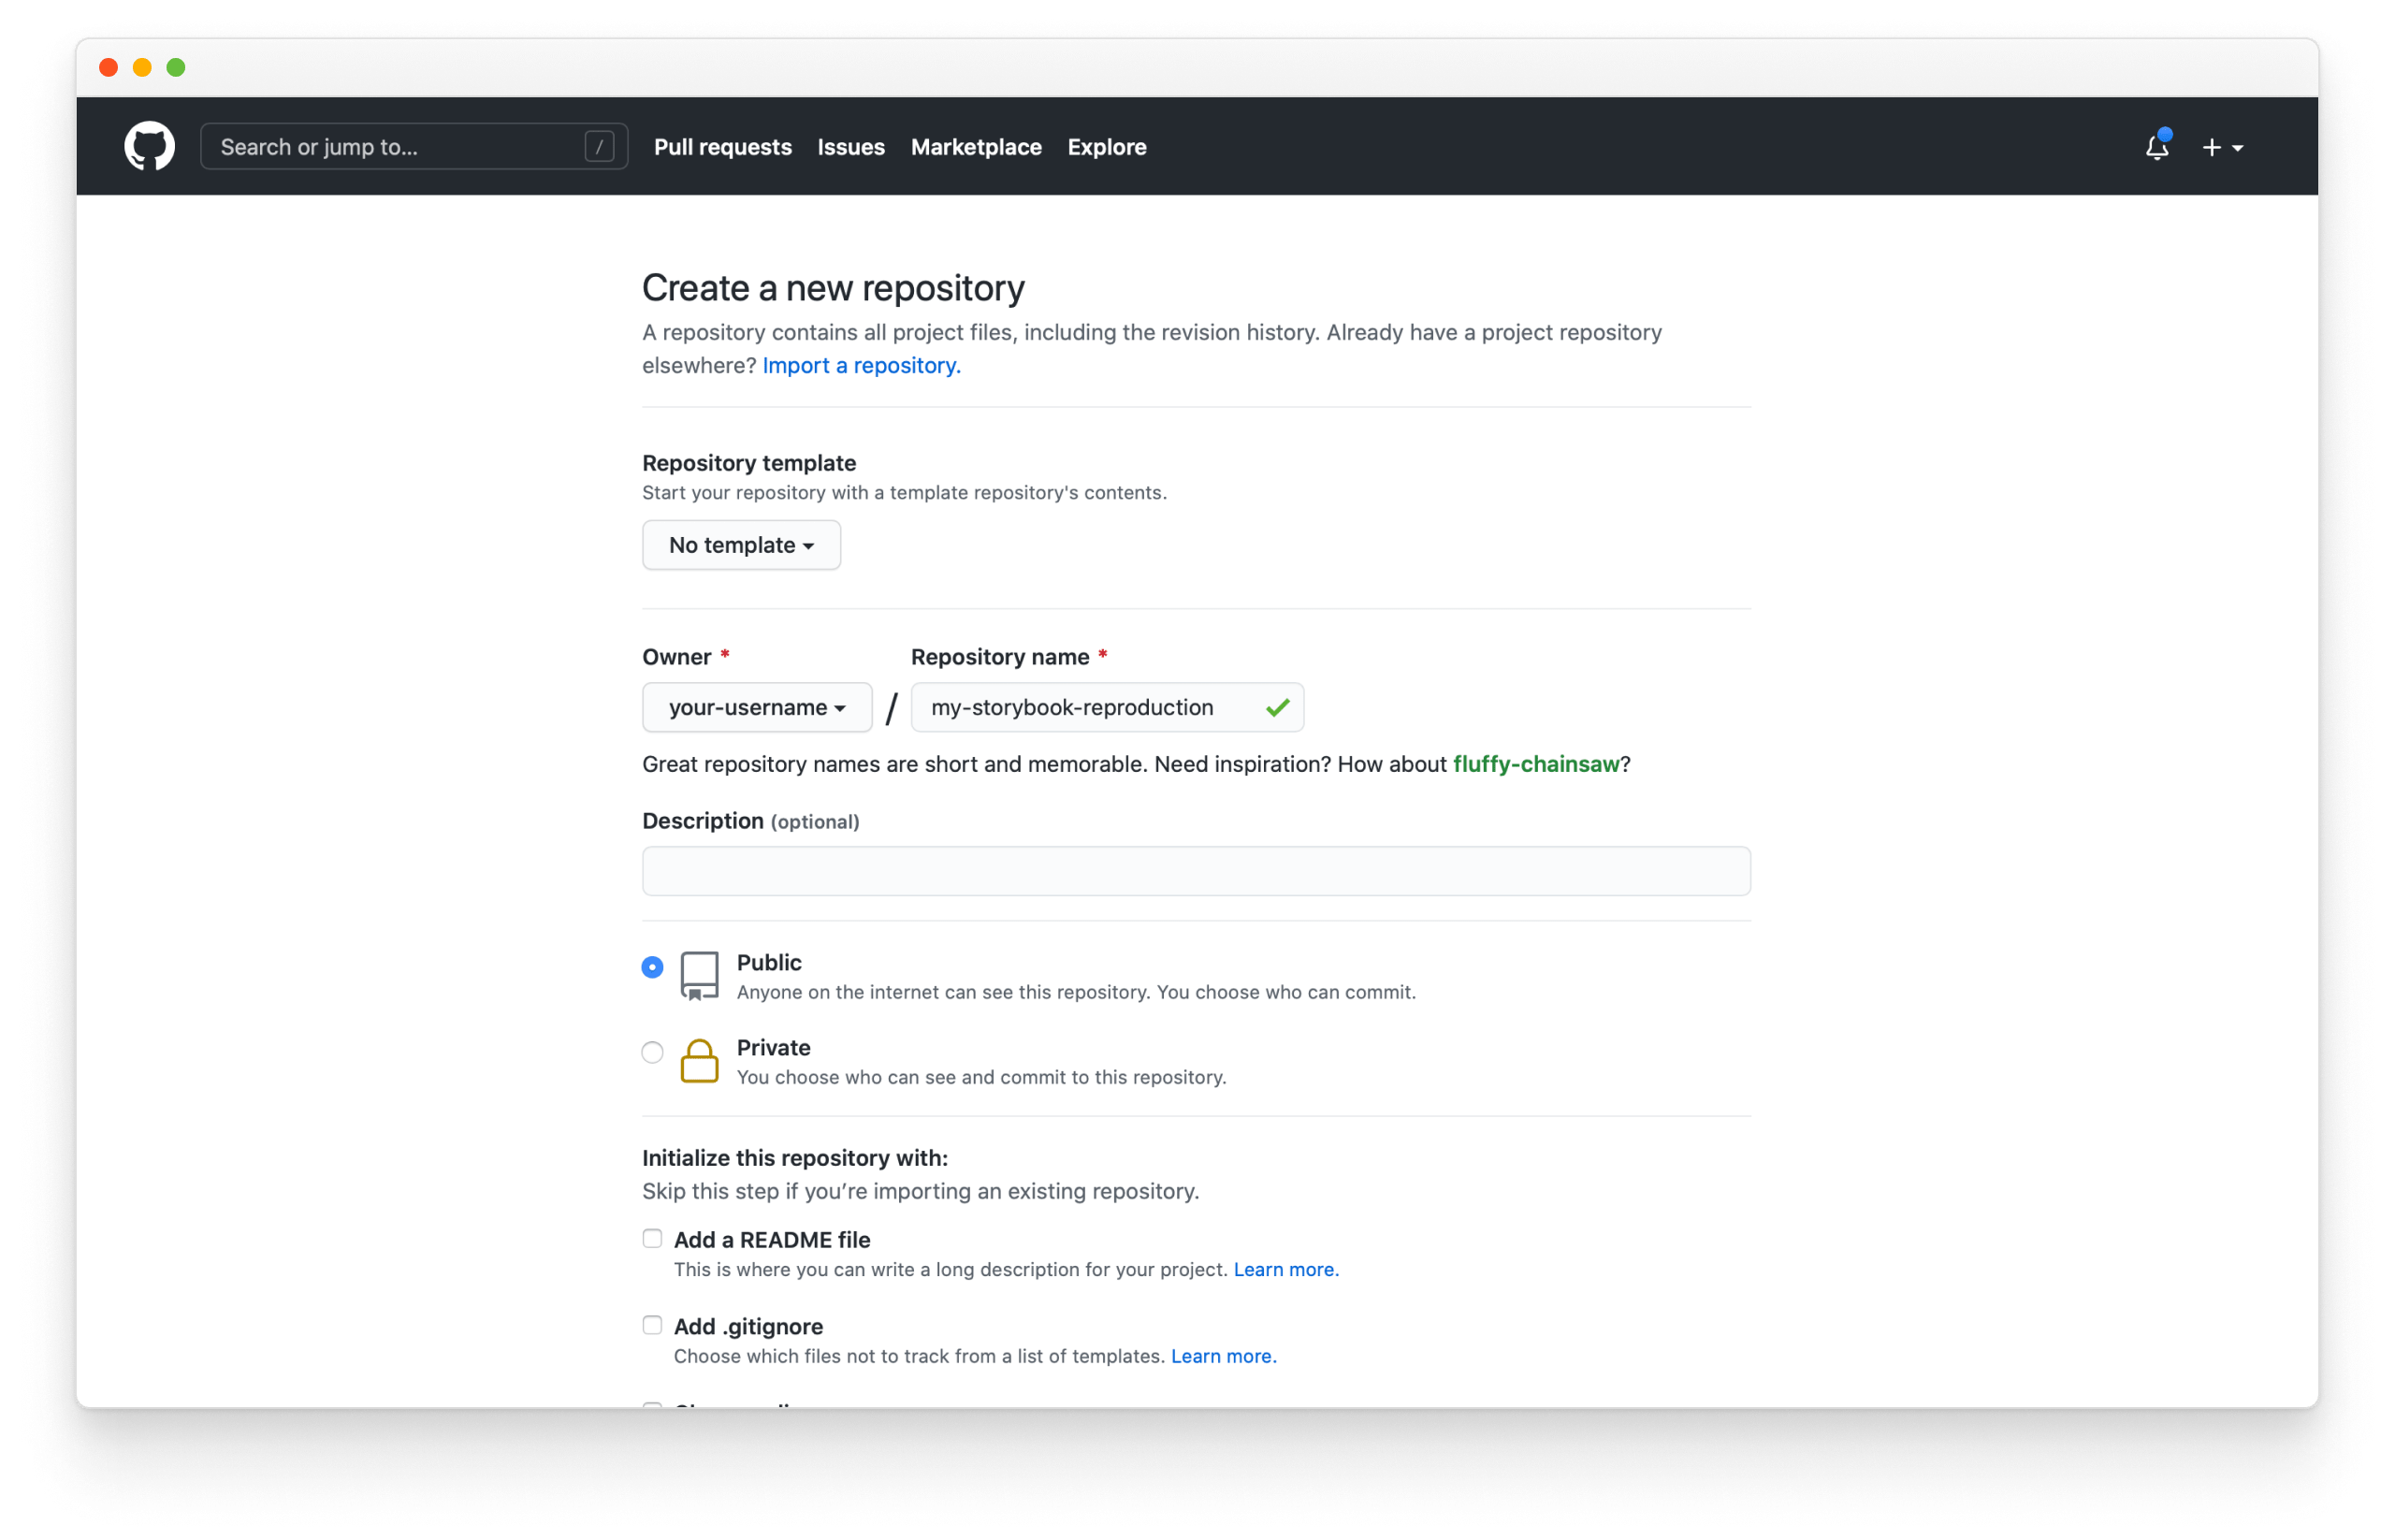 Search or jump to...
/
Pull requests
Issues
Marketplace
Explore
Create a new repository
A repository contains all project files, including the revision history. Already have a project repository
elsewhere? Import a repository.
Repository template
Start your repository with a template repository's contents.
No template
Owner *
Repository name *
your-username
/
my-storybook-reproduction
Great repository names are short and memorable. Need inspiration? How about fluffy-chainsaw?
Description (optional)
Public
Anyone on the internet can see this repository. You choose who can commit.
Private
You choose who can see and commit to this repository.
Initialize this repository with:
Skip this step if you’re importing an existing repository.
Add a README file
This is where you can write a long description for your project. Learn more.
Add .gitignore
Choose which files not to track from a list of templates. Learn more.